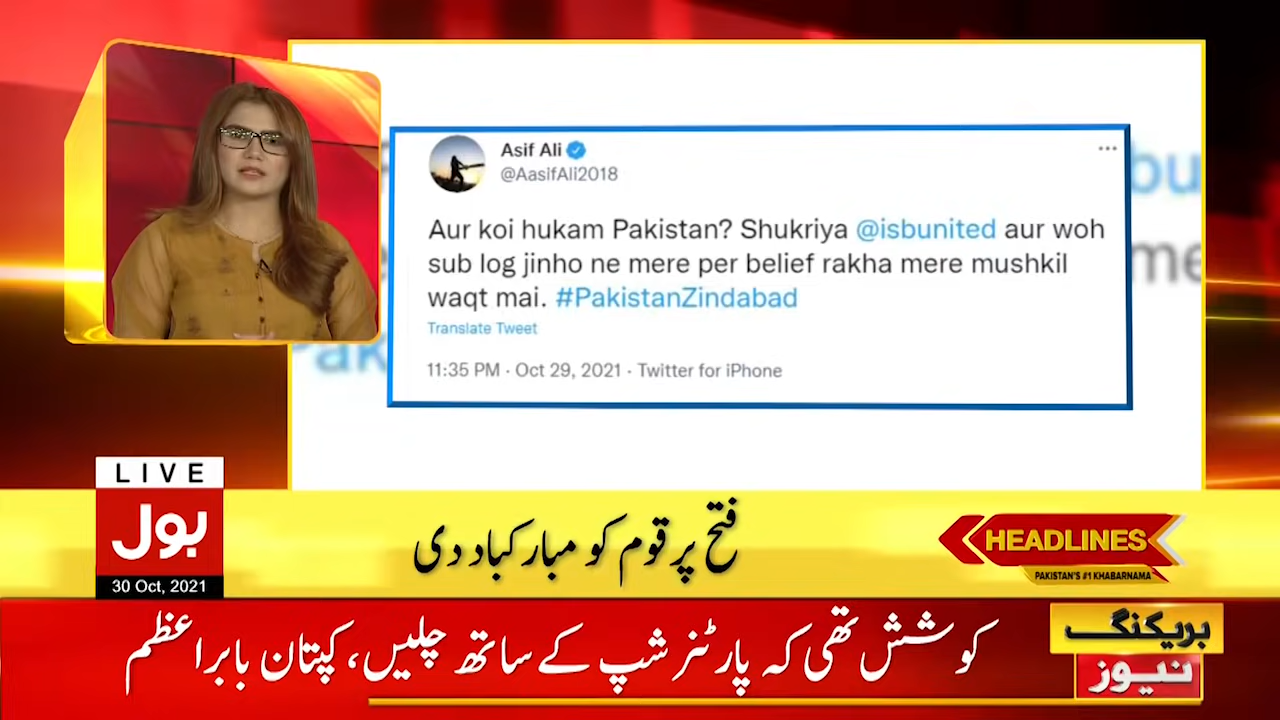 Asif Ali
@AasifAli2018
Aur koi hukam Pakistan? Shukriya @isbunited aur woh
sub log jinho ne mere per belief rakha mere mushkil
waqt mai. #PakistanZindabad
Translate Tweet
11:35 PM · Oct 29, 2021 · Twitter for iPhone
LIVE
بول
30 Oct, 2021
فتح پر قوم کو مبارکباد دی
HEADLINES
PAKISTAN'S #1 KHABARNAMA
کوشش تھی کہ پارٹنرشپ کے ساتھ چلیں، کپتان بابراعظم
بریکنگ
نیوز